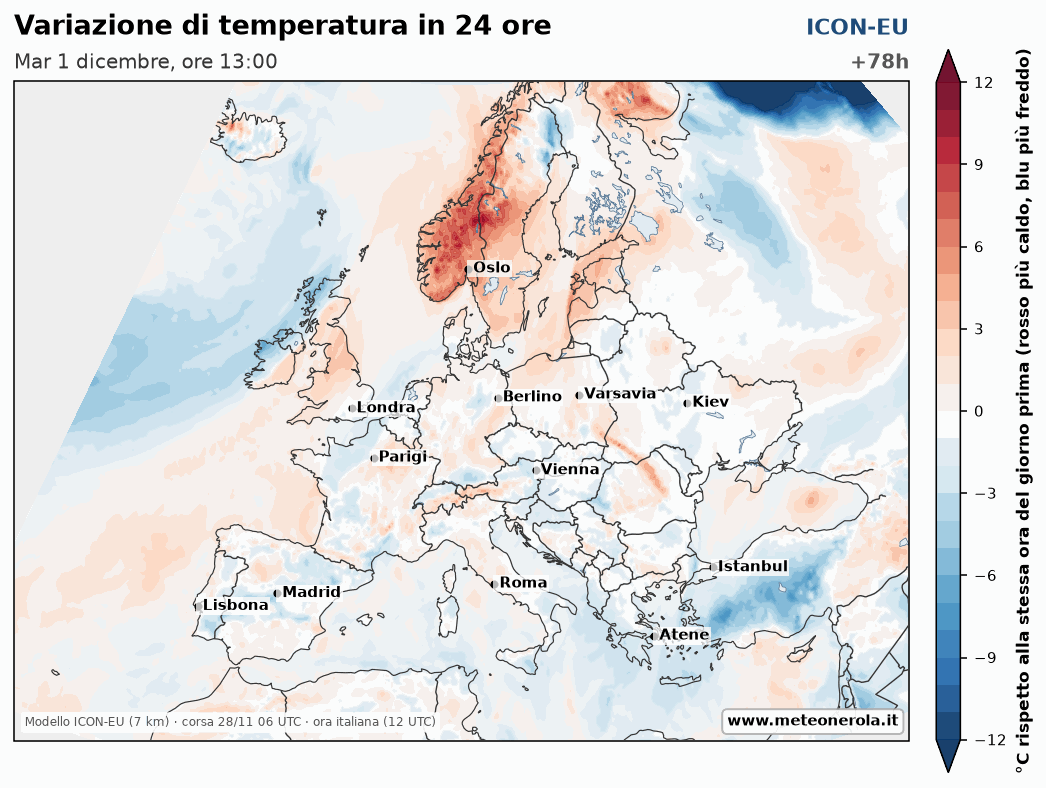 Variazione di temperatura in 24 ore
ICON-EU
Mar 1 dicembre, ore 13:00
+78h
Oslo
Berlino
Varsavia
Kiev
Londra
Parigi
Vienna
Istanbul
Roma
Madrid
Lisbona
Atene
Modello ICON-EU (7 km) · corsa 28/11 06 UTC · ora italiana (12 UTC)
www.meteonerola.it
12
9
6
3
0
−3
−6
−9
−12
°C rispetto alla stessa ora del giorno prima (rosso più caldo, blu più freddo)